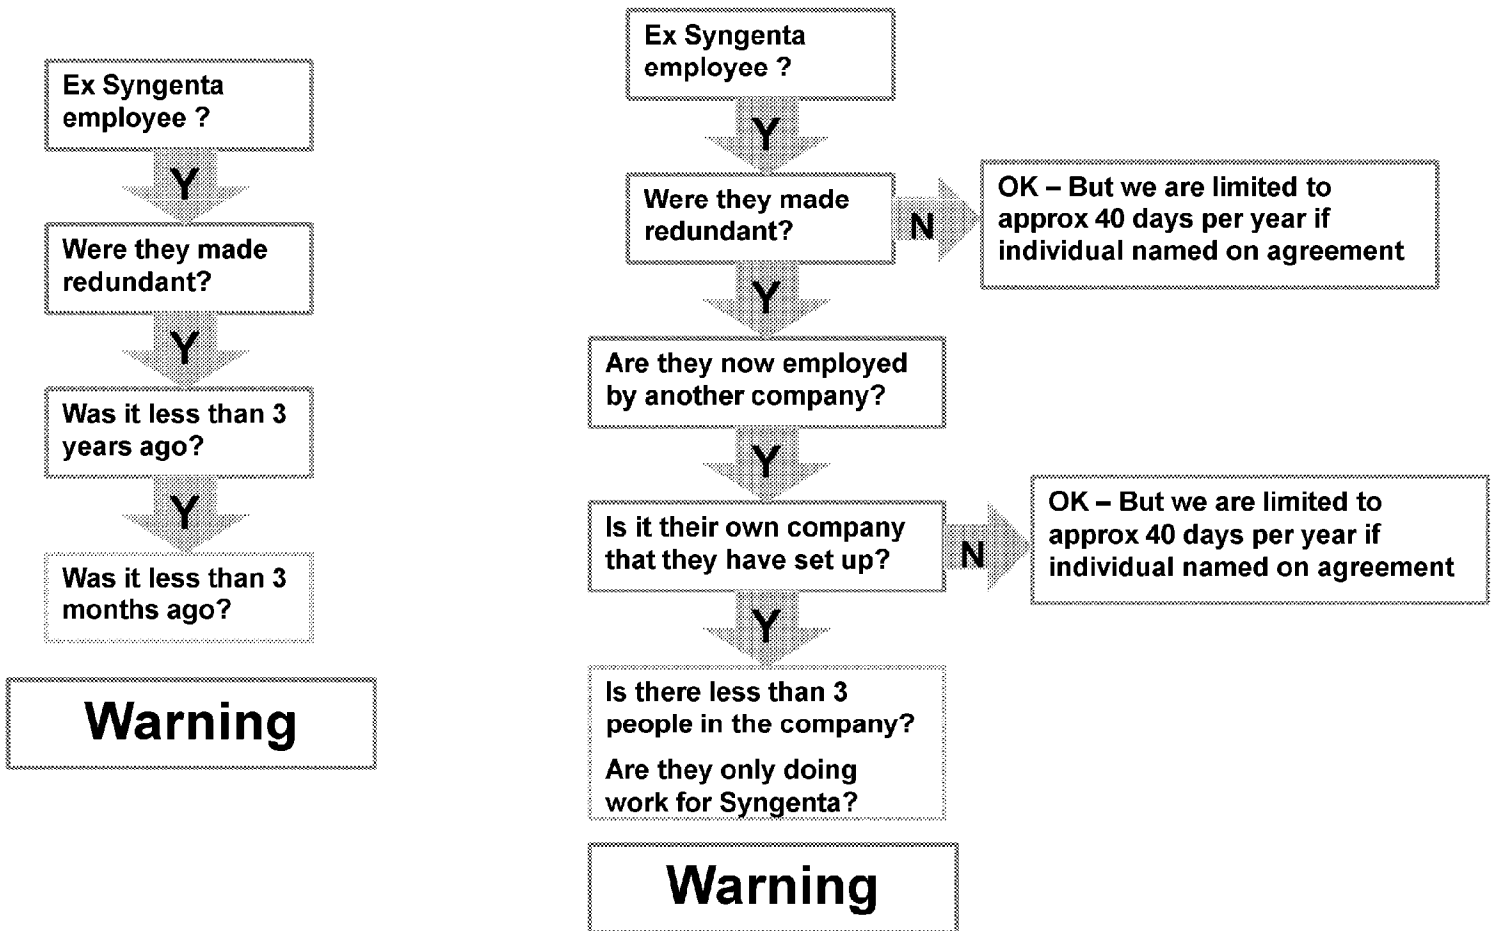 Ex Syngenta
employee ?
Y
Were they made
redundant?
Y
Was it less than 3
years ago?
Y
Was it less than 3
months ago?
Warning
Ex Syngenta
employee ?
Y
Were they made
redundant?
N
OK – But we are limited to
approx 40 days per year if
individual named on agreement
Y
Are they now employed
by another company?
Y
Is it their own company
that they have set up?
N
OK – But we are limited to
approx 40 days per year if
individual named on agreement
Y
Is there less than 3
people in the company?
Are they only doing
work for Syngenta?
Warning